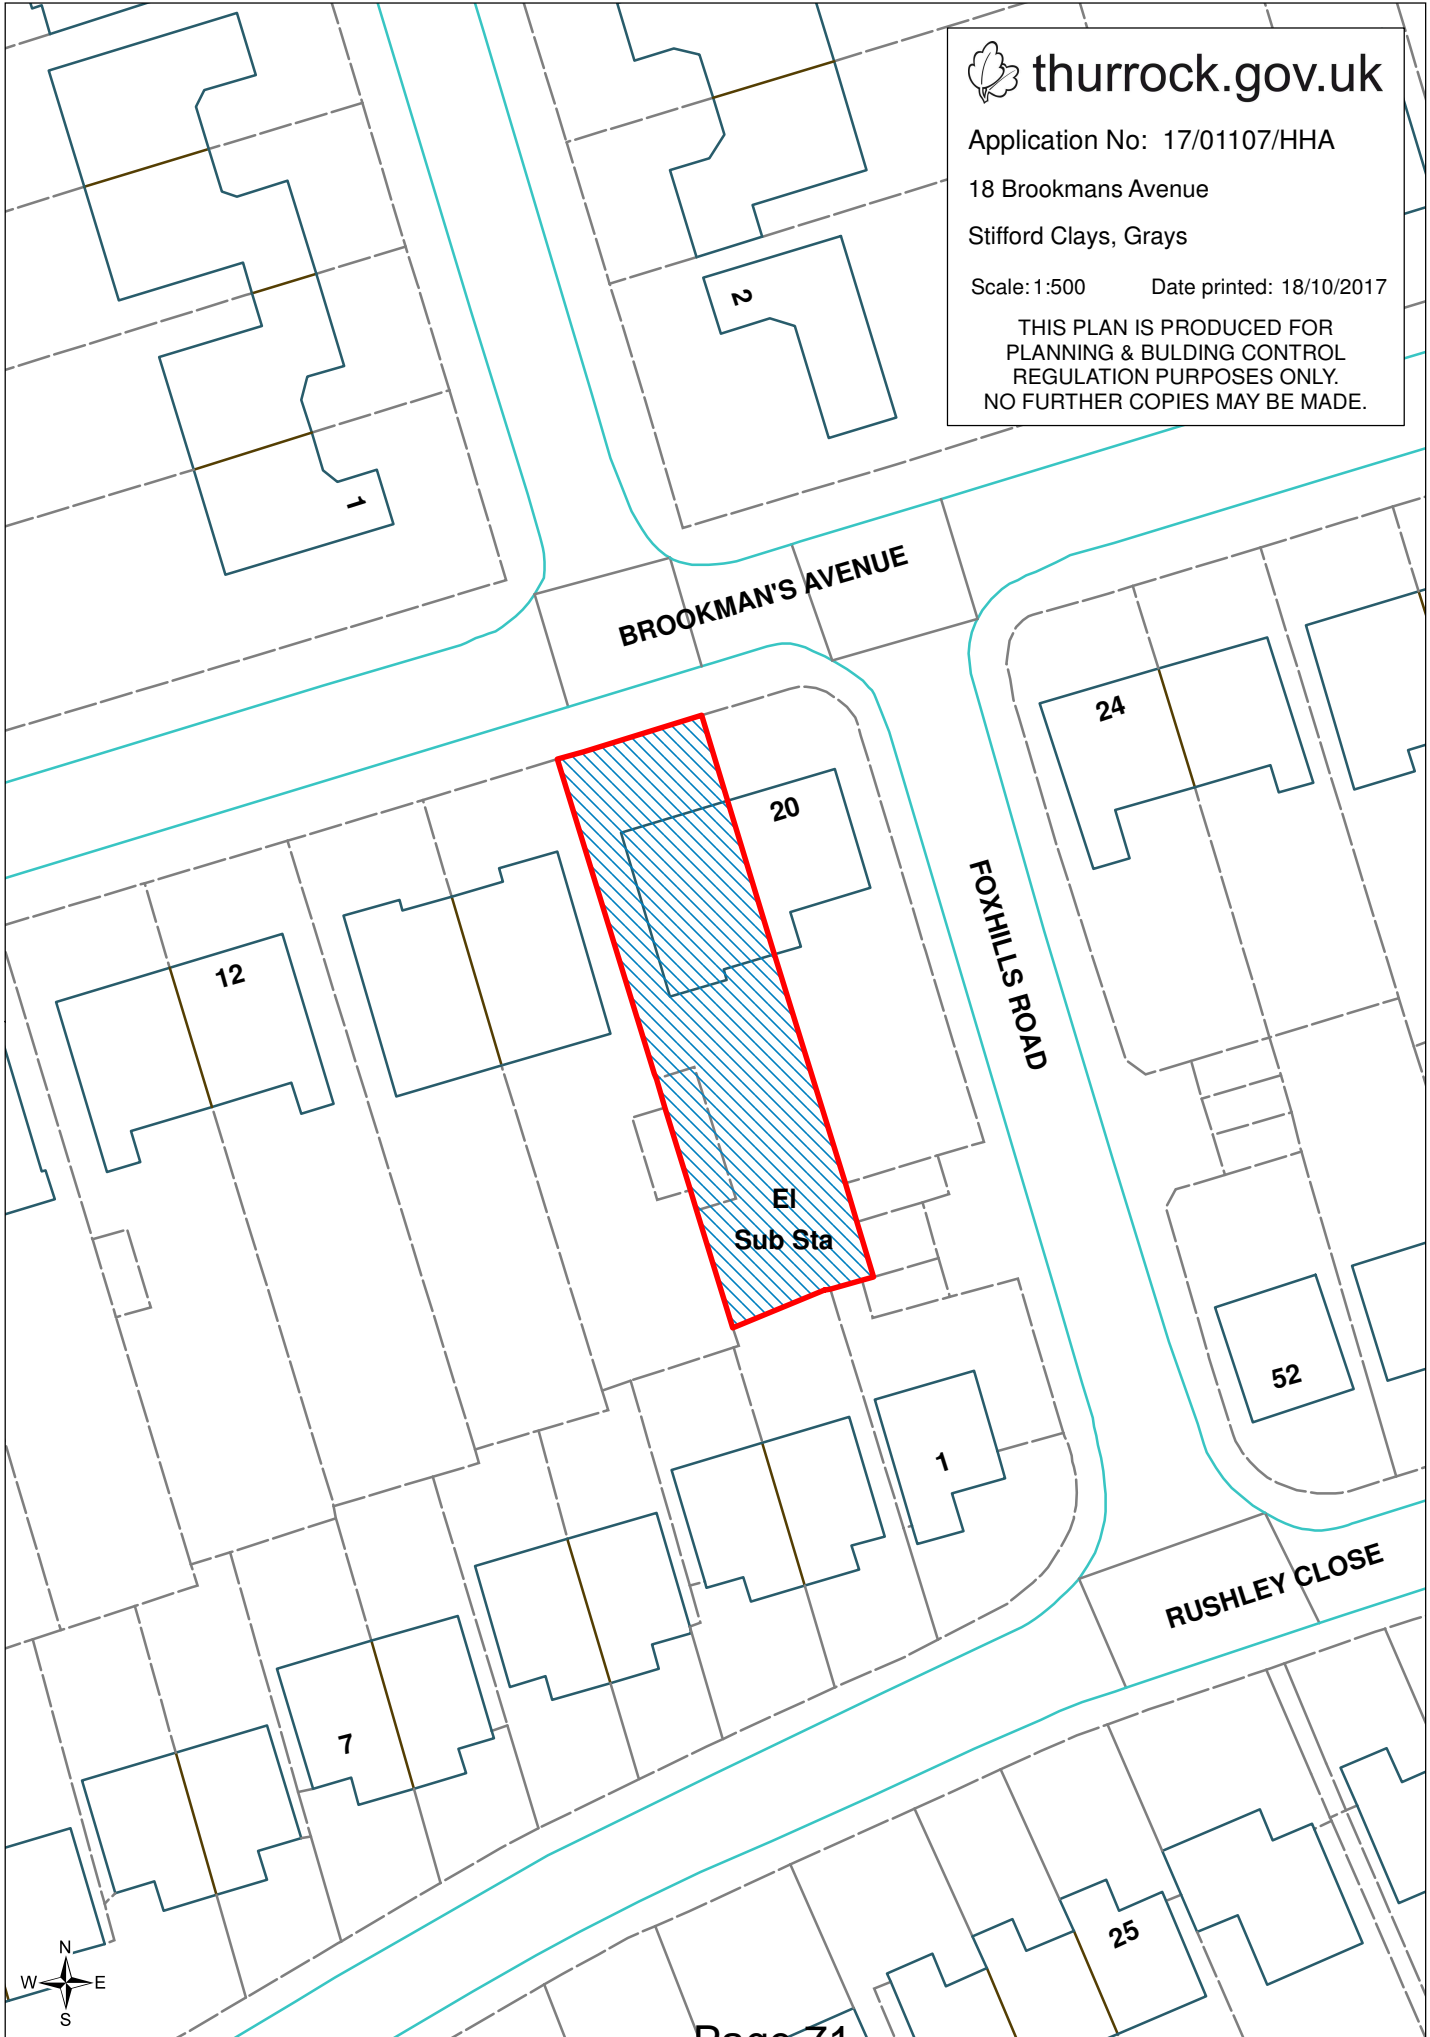 thurrock.gov.uk
Application No: 17/01107/HHA
18 Brookmans Avenue
Stifford Clays, Grays
Scale: 1:500 Date printed: 18/10/2017
THIS PLAN IS PRODUCED FOR
PLANNING & BULDING CONTROL
REGULATION PURPOSES ONLY.
NO FURTHER COPIES MAY BE MADE.
2
1
BROOKMAN'S AVENUE
24
20
12
FOXHILLS ROAD
El
Sub Sta
52
1
RUSHLEY CLOSE
7
25
N
W E
S
Page 71